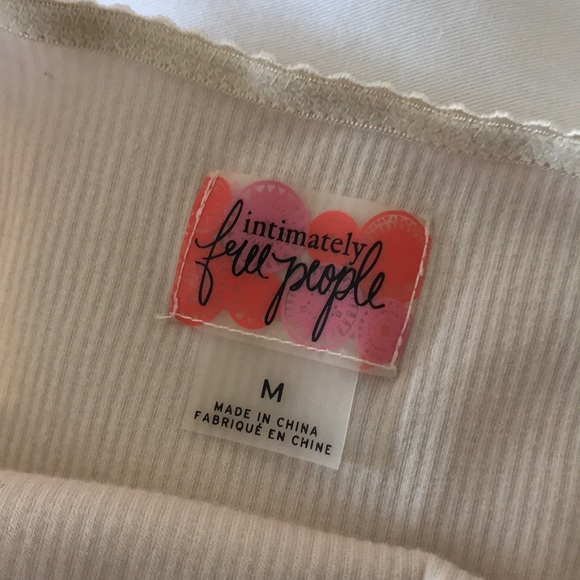 intimately
free people
M
MADE IN CHINA
FABRIQUÉ EN CHINE